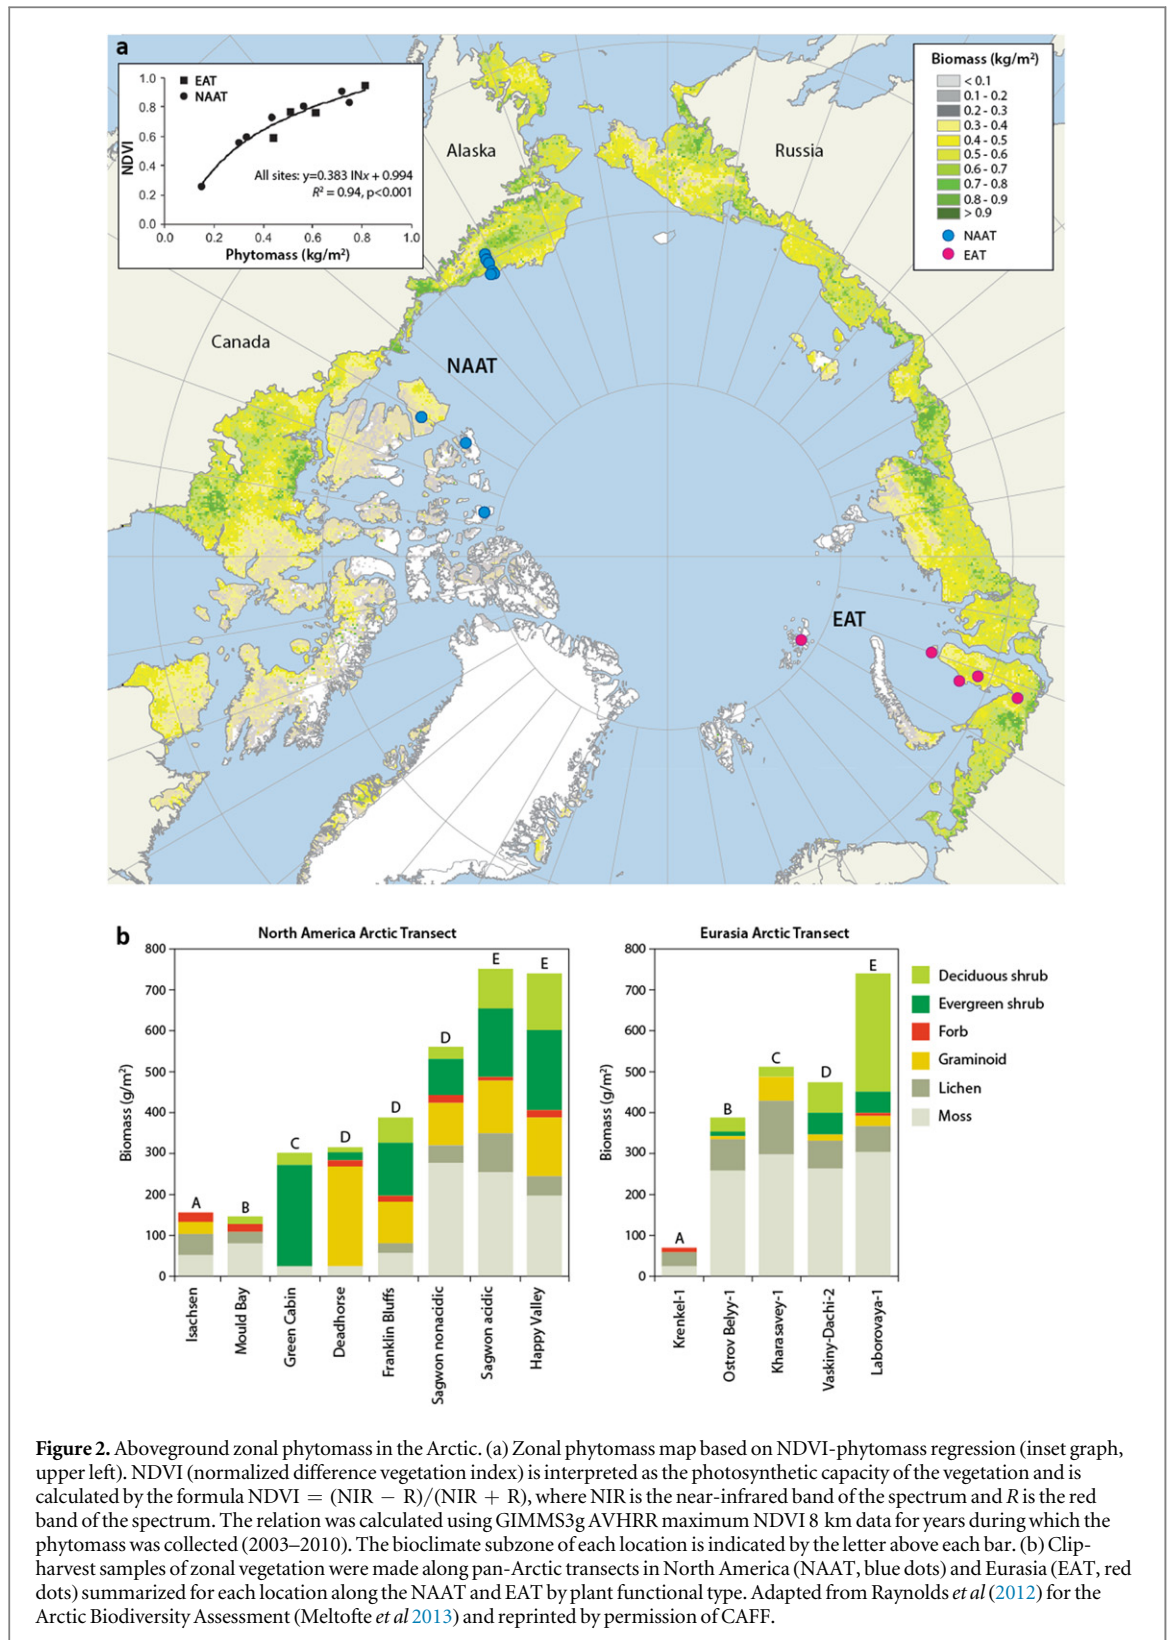 a
EAT
NAAT
1.0
0.8
0.6
0.4
0.2
0.0
NDVI
All sites: y=0.383 INx + 0.994
R² = 0.94, p<0.001
0.0 0.2 0.4 0.6 0.8 1.0
Phytomass (kg/m²)
Alaska
Russia
Canada
NAAT
EAT
Biomass (kg/m²)
< 0.1
0.1 - 0.2
0.2 - 0.3
0.3 - 0.4
0.4 - 0.5
0.5 - 0.6
0.6 - 0.7
0.7 - 0.8
0.8 - 0.9
> 0.9
NAAT
EAT
b
North America Arctic Transect
800
700
600
500
400
300
200
100
0
Biomass (g/m²)
A
B
C
D
D
D
E
E
Isachsen
Mould Bay
Green Cabin
Deadhorse
Franklin Bluffs
Sagwon nonacidic
Sagwon acidic
Happy Valley
Eurasia Arctic Transect
800
700
600
500
400
300
200
100
0
Biomass (g/m²)
A
B
C
D
E
Krenkel-1
Ostrov Belyy-1
Kharasavey-1
Vaskiny-Dachi-2
Laborovaya-1
Deciduous shrub
Evergreen shrub
Forb
Graminoid
Lichen
Moss
Figure 2. Aboveground zonal phytomass in the Arctic. (a) Zonal phytomass map based on NDVI-phytomass regression (inset graph,
upper left). NDVI (normalized difference vegetation index) is interpreted as the photosynthetic capacity of the vegetation and is
calculated by the formula NDVI = (NIR − R)/(NIR + R), where NIR is the near-infrared band of the spectrum and R is the red
band of the spectrum. The relation was calculated using GIMMS3g AVHRR maximum NDVI 8 km data for years during which the
phytomass was collected (2003–2010). The bioclimate subzone of each location is indicated by the letter above each bar. (b) Clip-
harvest samples of zonal vegetation were made along pan-Arctic transects in North America (NAAT, blue dots) and Eurasia (EAT, red
dots) summarized for each location along the NAAT and EAT by plant functional type. Adapted from Raynolds et al (2012) for the
Arctic Biodiversity Assessment (Meltofte et al 2013) and reprinted by permission of CAFF.